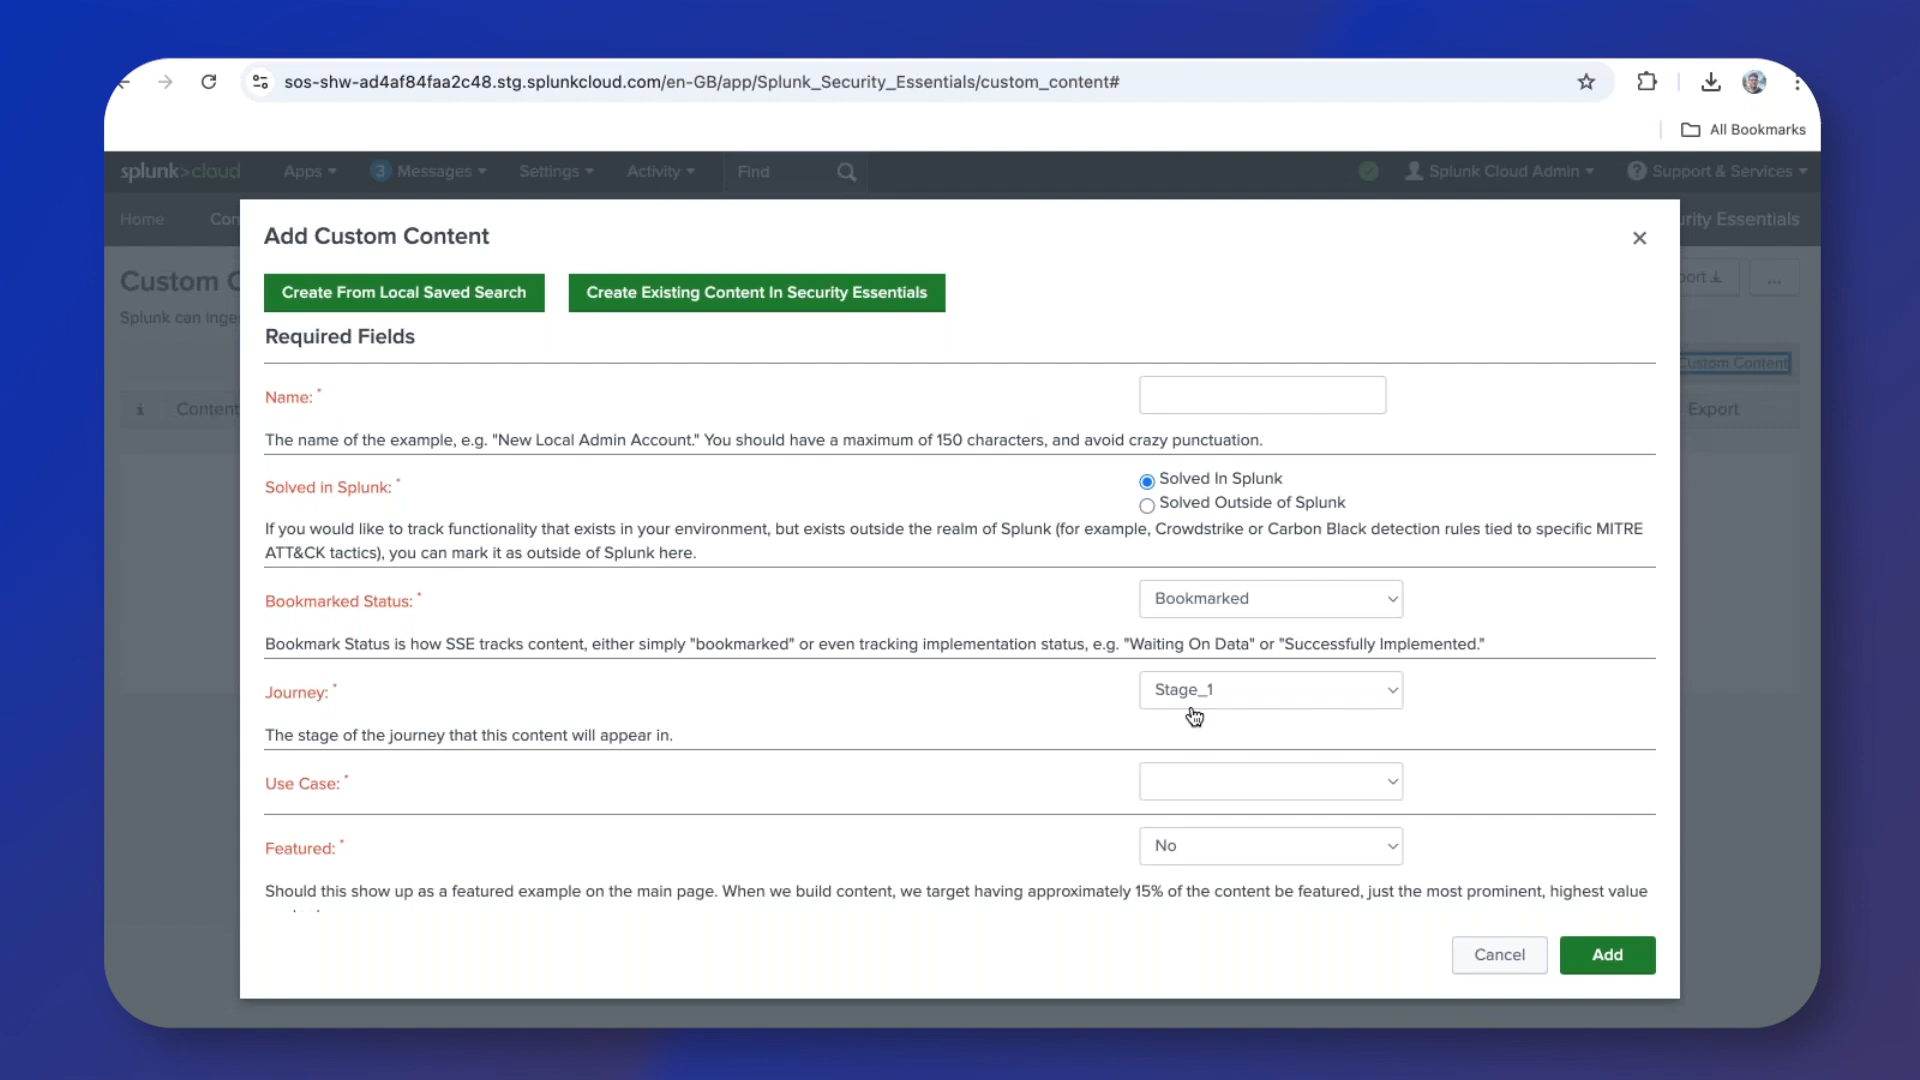 sos-shw-ad4af84faa2c48.stg.splunkcloud.com/en-GB/app/Splunk_Security_Essentials/custom_content#
All Bookmarks
splunk>cloud Apps 3 Messages Settings Activity Find Splunk Cloud Admin ? Support & Services
Home Con urity Essentials
Add Custom Content
Custom C port ...
Create From Local Saved Search Create Existing Content In Security Essentials
Splunk can inge
Required Fields
Custom Content
Name: *
i Content Export
The name of the example, e.g. "New Local Admin Account." You should have a maximum of 150 characters, and avoid crazy punctuation.
Solved in Splunk: * Solved In Splunk
Solved Outside of Splunk
If you would like to track functionality that exists in your environment, but exists outside the realm of Splunk (for example, Crowdstrike or Carbon Black detection rules tied to specific MITRE
ATT&CK tactics), you can mark it as outside of Splunk here.
Bookmarked Status: * Bookmarked
Bookmark Status is how SSE tracks content, either simply "bookmarked" or even tracking implementation status, e.g. "Waiting On Data" or "Successfully Implemented."
Journey: * Stage_1
The stage of the journey that this content will appear in.
Use Case: *
Featured: * No
Should this show up as a featured example on the main page. When we build content, we target having approximately 15% of the content be featured, just the most prominent, highest value
Cancel Add